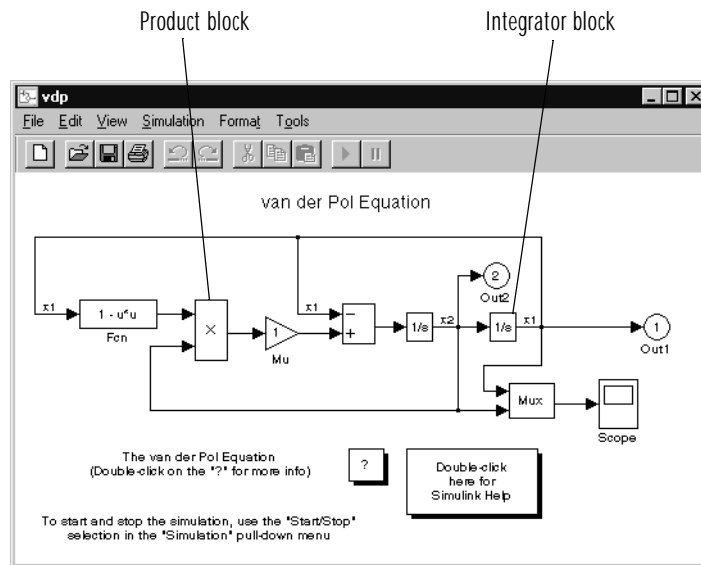 Product block
Integrator block
vdp
File Edit View Simulation Format Tools
van der Pol Equation
2
Out2
x1
1 - u*u
Fcn
×
1
Mu
x1
−
+
1/s
x2
1/s
x1
1
Out1
Mux
Scope
The van der Pol Equation
(Double-click on the "?" for more info)
?
Double-click
here for
Simulink Help
To start and stop the simulation, use the "Start/Stop"
selection in the "Simulation" pull-down menu